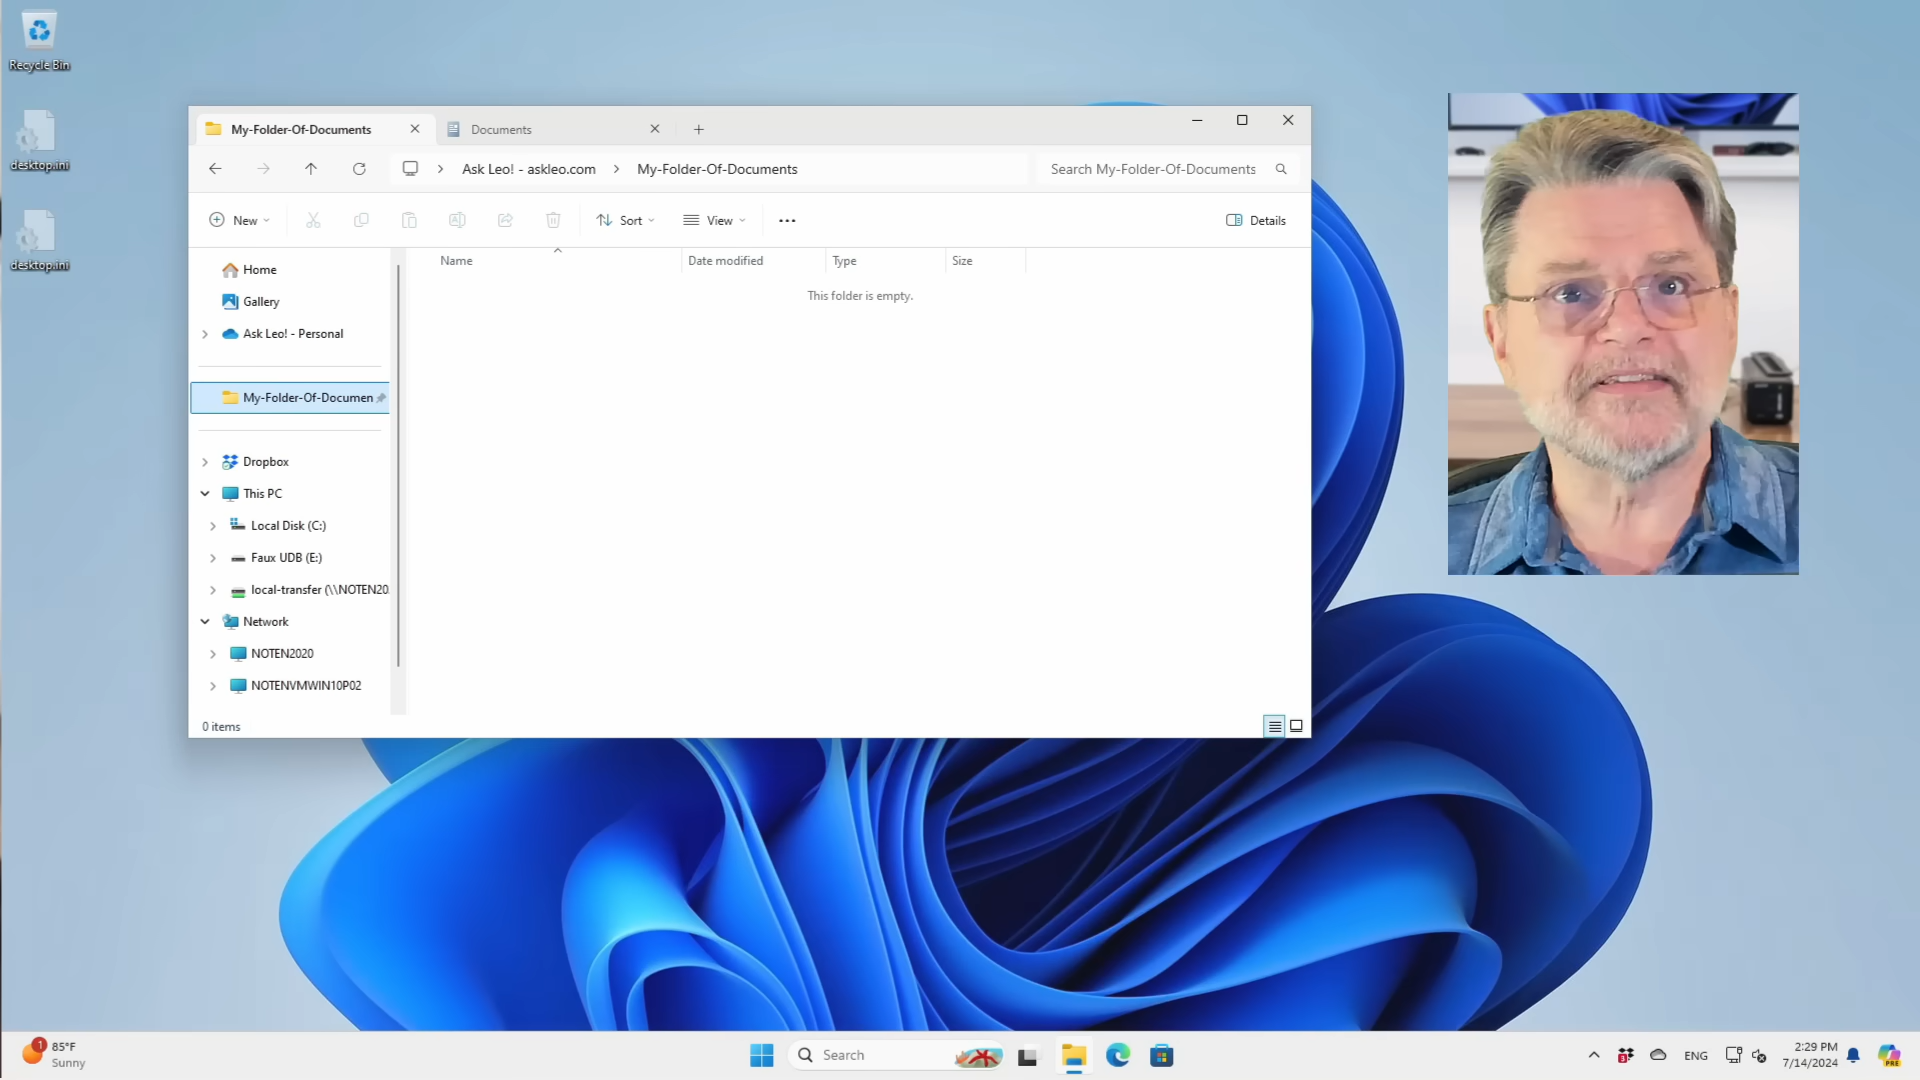 Recycle Bin
desktop.ini
desktop.ini
My-Folder-Of-Documents
Documents
Ask Leo! - askleo.com
My-Folder-Of-Documents
Search My-Folder-Of-Documents
New
Sort
View
Details
Name
Date modified
Type
Size
This folder is empty.
Home
Gallery
Ask Leo! - Personal
My-Folder-Of-Documen
Dropbox
This PC
Local Disk (C:)
Faux UDB (E:)
local-transfer (\\NOTEN20
Network
NOTEN2020
NOTENVMWIN10P02
0 items
1
85°F
Sunny
Search
3
ENG
2:29 PM
7/14/2024
PRE